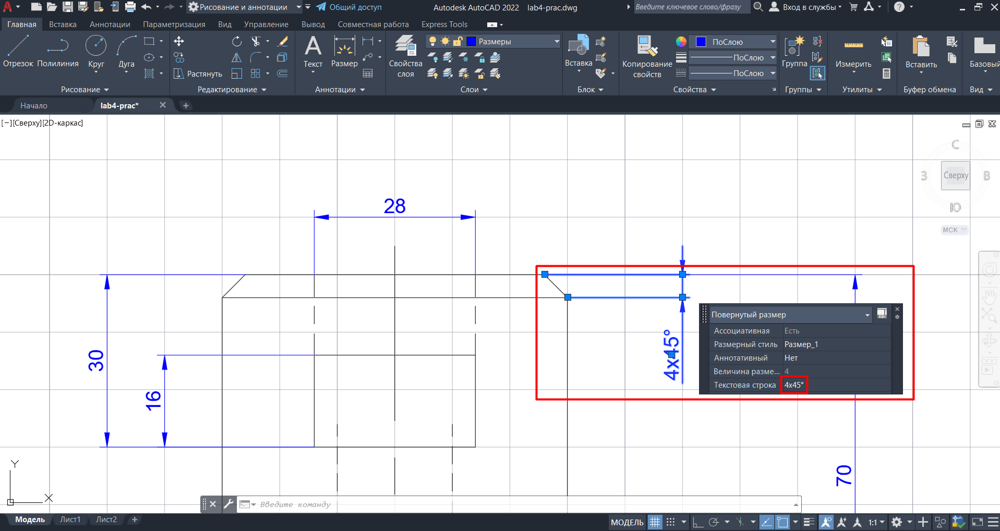 Рисование и аннотации
Общий доступ
Autodesk AutoCAD 2022 lab4-prac.dwg
Введите ключевое слово/фразу
Вход в службы
Главная Вставка Аннотации Параметризация Вид Управление Вывод Совместная работа Express Tools
Отрезок Полилиния Круг Дуга
Рисование
Растянуть
Редактирование
Текст Размер
Аннотации
Свойства слоя
Размеры
Слои
Вставка
Блок
Копирование свойств
ПоСлою
ПоСлою
ПоСлою
Свойства
Группа
Группы
Измерить
Утилиты
Вставить
Буфер обмена
Базовый
Вид
Начало lab4-prac*
[−][Сверху][2D-каркас]
С
З Сверху В
Ю
МСК
28
30
16
4x45°
70
Повернутый размер
CUI
Ассоциативная Есть
Размерный стиль Размер_1
Аннотативный Нет
Величина разме... 4
Текстовая строка 4x45°
Y
X
Введите команду
Модель Лист1 Лист2
МОДЕЛЬ
1:1